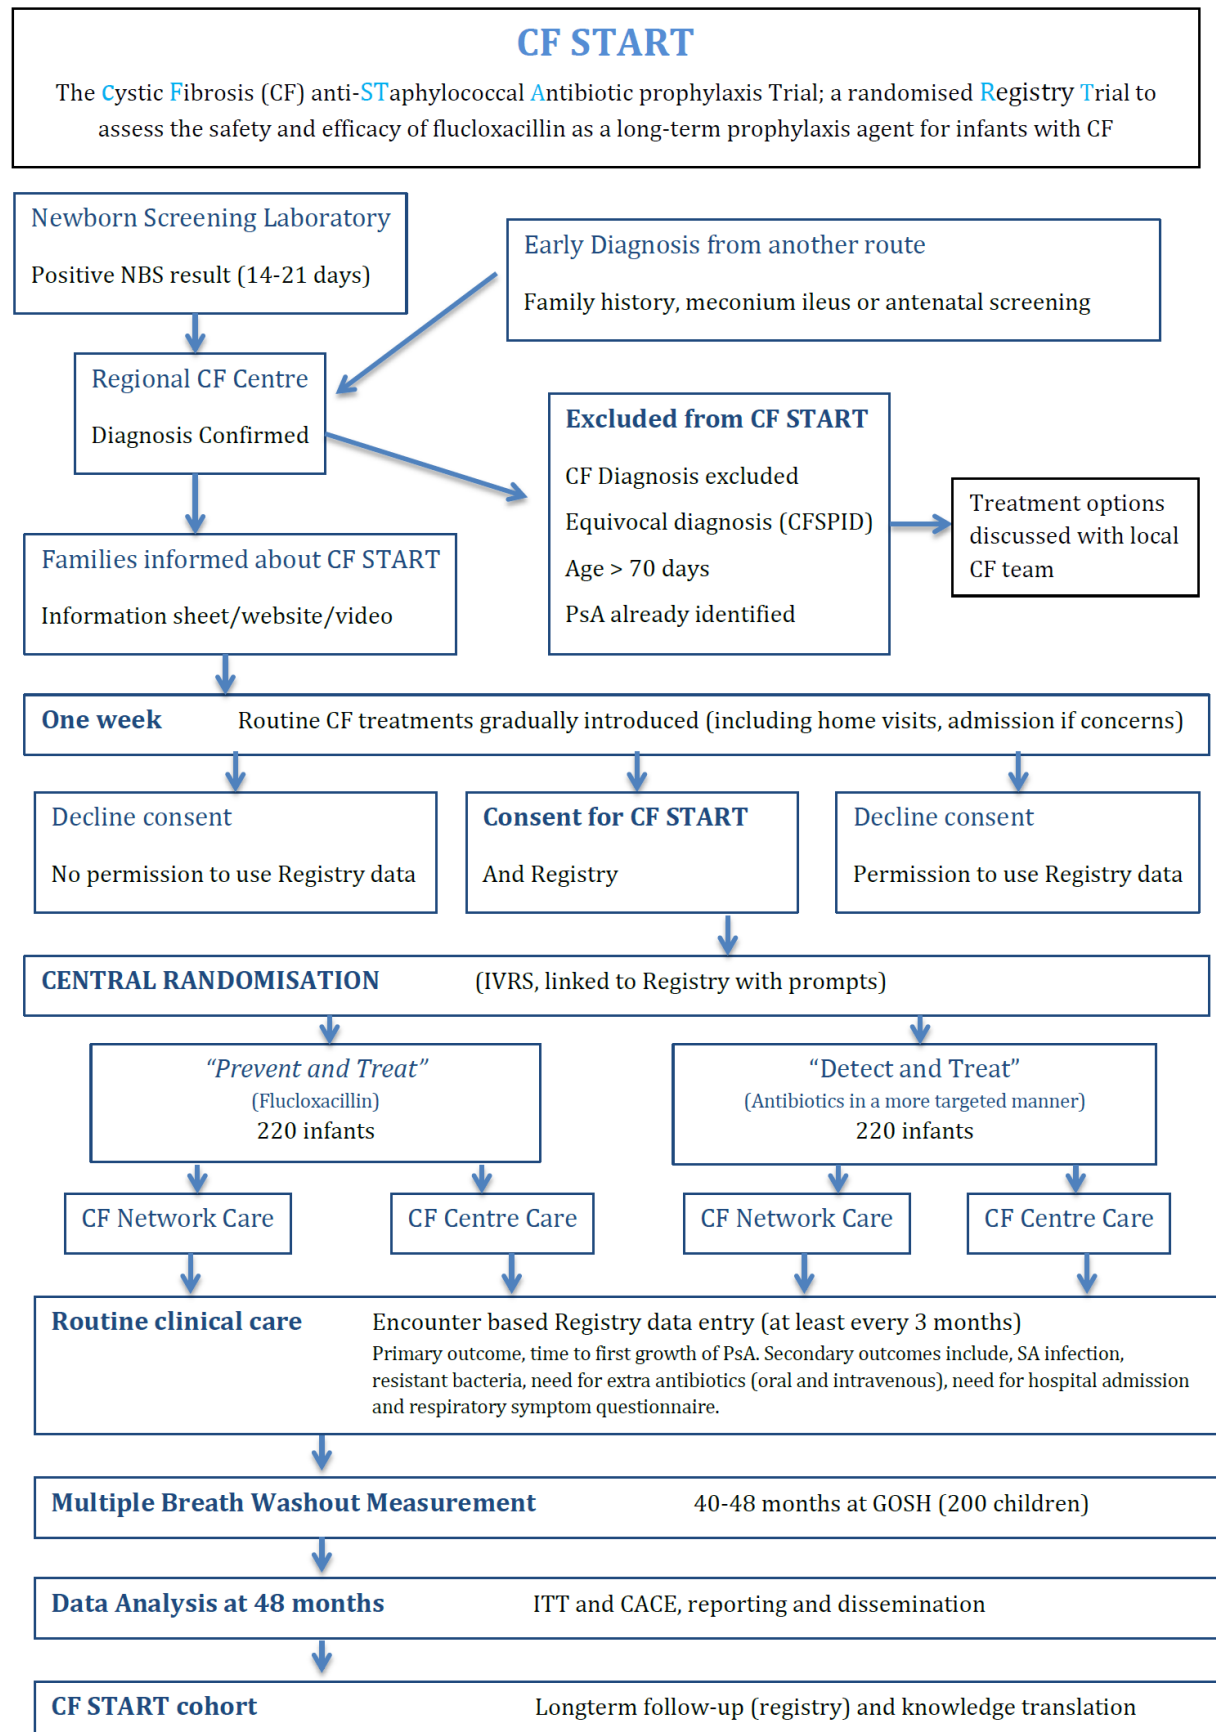 CF START
The cystic Fibrosis (CF) anti-STaphylococcal Antibiotic prophylaxis Trial; a randomised Registry Trial to
assess the safety and efficacy of flucloxacillin as a long-term prophylaxis agent for infants with CF
Newborn Screening Laboratory
Positive NBS result (14-21 days)
Early Diagnosis from another route
Family history, meconium ileus or antenatal screening
Regional CF Centre
Diagnosis Confirmed
Excluded from CF START
CF Diagnosis excluded
Equivocal diagnosis (CFSPID)
Age > 70 days
PsA already identified
Treatment options
discussed with local
CF team
Families informed about CF START
Information sheet/website/video
One week Routine CF treatments gradually introduced (including home visits, admission if concerns)
Decline consent
No permission to use Registry data
Consent for CF START
And Registry
Decline consent
Permission to use Registry data
CENTRAL RANDOMISATION (IVRS, linked to Registry with prompts)
“Prevent and Treat”
(Flucloxacillin)
220 infants
“Detect and Treat”
(Antibiotics in a more targeted manner)
220 infants
CF Network Care
CF Centre Care
CF Network Care
CF Centre Care
Routine clinical care Encounter based Registry data entry (at least every 3 months)
Primary outcome, time to first growth of PsA. Secondary outcomes include, SA infection,
resistant bacteria, need for extra antibiotics (oral and intravenous), need for hospital admission
and respiratory symptom questionnaire.
Multiple Breath Washout Measurement 40-48 months at GOSH (200 children)
Data Analysis at 48 months ITT and CACE, reporting and dissemination
CF START cohort Longterm follow-up (registry) and knowledge translation